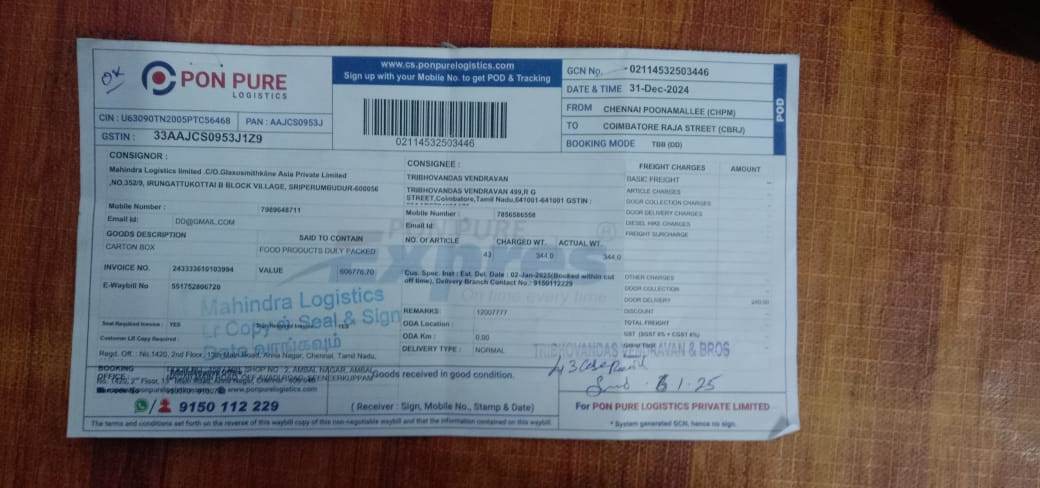 OK
PON PURE
LOGISTICS
www.cs.ponpurelogistics.com
Sign up with your Mobile No. to get POD & Tracking
02114532503446
GCN No. 02114532503446
DATE & TIME 31-Dec-2024
FROM CHENNAI POONAMALLEE (CHPM)
TO COIMBATORE RAJA STREET (CBRJ)
BOOKING MODE TBB (DD)
POD
CIN : U63090TN2005PTC56468 PAN : AAJCS0953J
GSTIN : 33AAJCS0953J1Z9
CONSIGNOR :
Mahindra Logistics limited .C/O.Glaxosmithkline Asia Private Limited
,NO.352/9, IRUNGATTUKOTTAI B BLOCK VILLAGE, SRIPERUMBUDUR-600056
Mobile Number : 7989648711
Email Id: DD@GMAIL.COM
GOODS DESCRIPTION SAID TO CONTAIN
CARTON BOX FOOD PRODUCTS DULY PACKED
INVOICE NO. 243333610103994 VALUE 606776.70
E-Waybill No 551752806720
Seal Required Invoice : YES
Customer LR Copy Required :
CONSIGNEE :
TRIBHOVANDAS VENDRAVAN
TRIBHOVANDAS VENDRAVAN 499,R G
STREET,Coimbatore,Tamil Nadu,641001-641001 GSTIN :
Mobile Number : 7856586556
Email Id:
NO. OF ARTICLE CHARGED WT. ACTUAL WT.
43 344.0 344.0
Cus. Spec. Inst : Est. Del. Date : 02-Jan-2025(Booked within cut
off time), Delivery Branch Contact No.: 9150112229
REMARKS: 12007777
ODA Location :
ODA Km : 0.00
DELIVERY TYPE : NORMAL
FREIGHT CHARGES AMOUNT
BASIC FREIGHT
ARTICLE CHARGES
DOOR COLLECTION CHARGES
DOOR DELIVERY CHARGES
DIESEL HIKE CHARGES
FREIGHT SURCHARGE
OTHER CHARGES
DOOR COLLECTION
DOOR DELIVERY
DISCOUNT
TOTAL FREIGHT
PON PURE
Expres
On time every time
Mahindra Logistics
Lr Copy ல் Seal & Sign
Date வாங்கவும்
TRIBHOVANDAS VENDRAVAN & BROS
Regd. Off. : No.1420, 2nd Floor, 13th Main Road, Anna Nagar, Chennai, Tamil Nadu,
BOOKING
OFFICE
Goods received in good condition.
43 Case
6 1.25
9150 112 229
( Receiver : Sign, Mobile No., Stamp & Date)
For PON PURE LOGISTICS PRIVATE LIMITED
The terms and conditions set forth on the reverse of this waybill copy of this non-negotiable waybill and that the information contained on this waybill.
* System generated GCN, hence no sign.